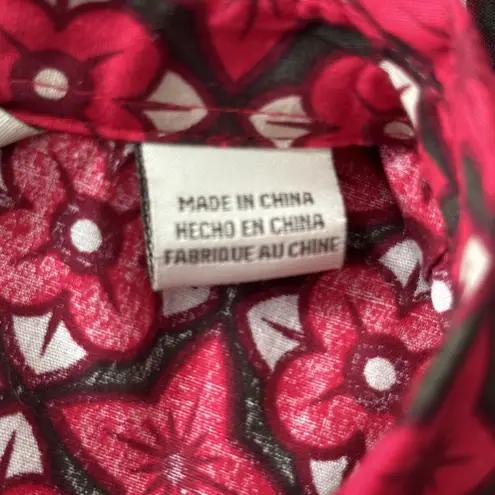 MADE IN CHINA
HECHO EN CHINA
FABRIQUE AU CHINE